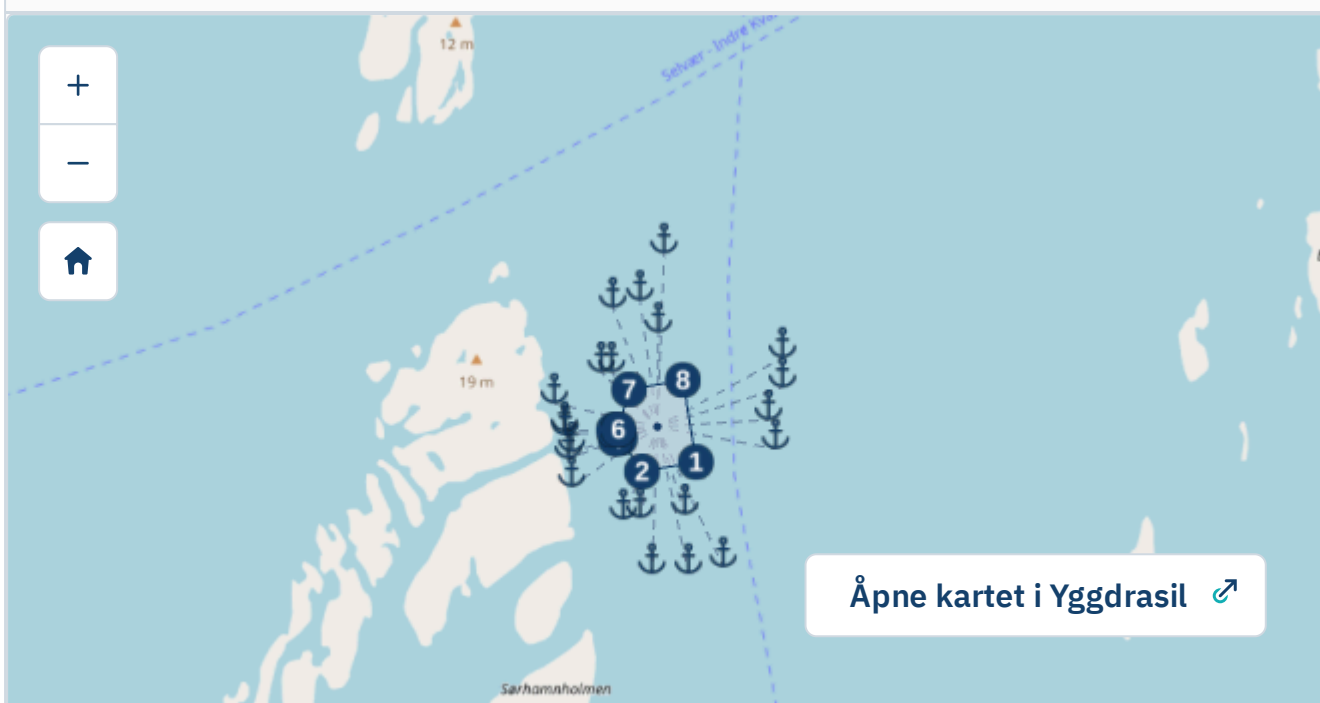 Selvær - Indre Kva
12 m
+
−
19 m
7
8
6
2
1
Åpne kartet i Yggdrasil
Sørhamnholmen